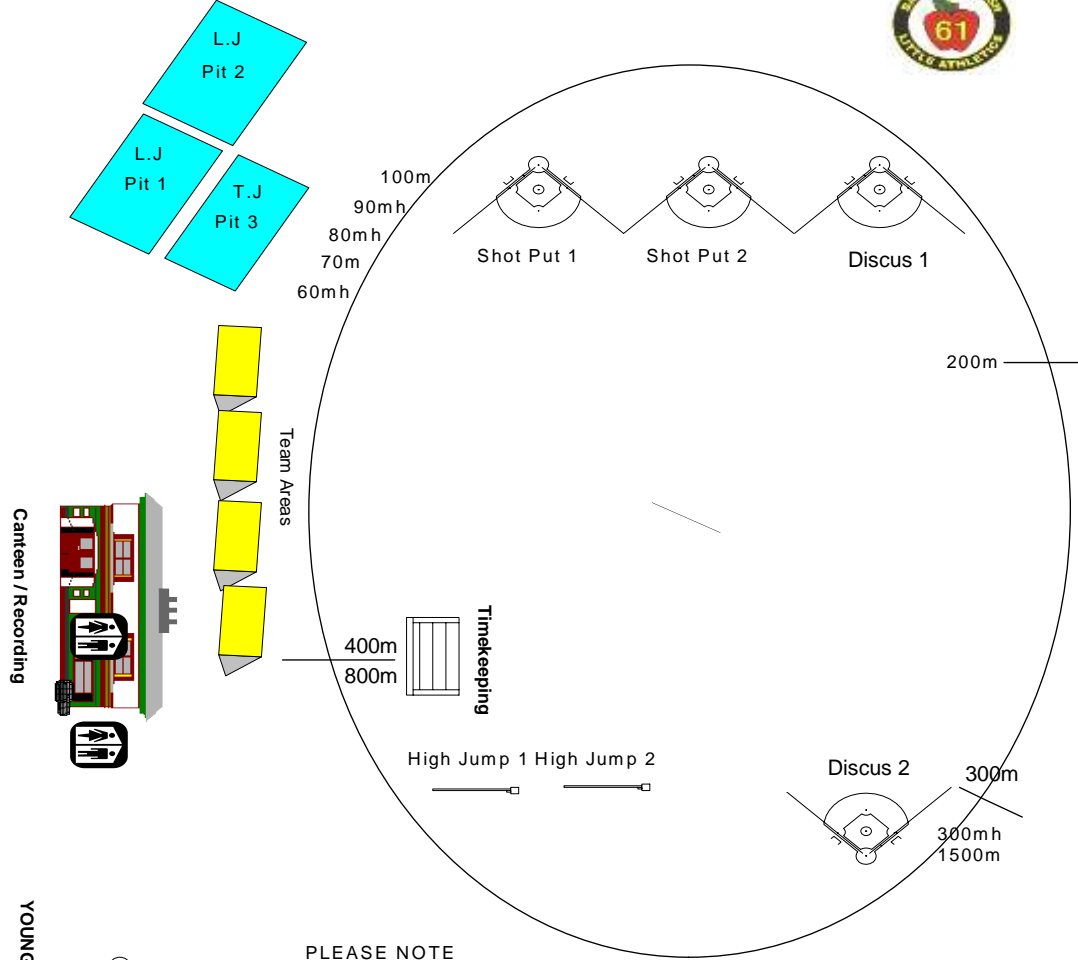 61
LITTLE ATHLETICS
L.J
Pit 2
L.J
Pit 1
T.J
Pit 3
100m
90mh
80mh
70m
60mh
Shot Put 1
Shot Put 2
Discus 1
200m
Team Areas
Canteen / Recording
400m
800m
Timekeeping
High Jump 1
High Jump 2
Discus 2
300m
300mh
1500m
YOUNG
PLEASE NOTE